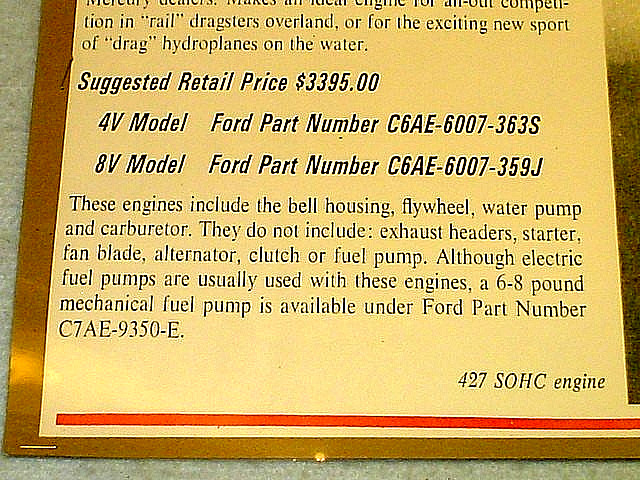 Mercury dealers. Makes an ideal engine for all-out competi-
tion in "rail" dragsters overland, or for the exciting new sport
of "drag" hydroplanes on the water.
Suggested Retail Price $3395.00
4V Model Ford Part Number C6AE-6007-363S
8V Model Ford Part Number C6AE-6007-359J
These engines include the bell housing, flywheel, water pump
and carburetor. They do not include: exhaust headers, starter,
fan blade, alternator, clutch or fuel pump. Although electric
fuel pumps are usually used with these engines, a 6-8 pound
mechanical fuel pump is available under Ford Part Number
C7AE-9350-E.
427 SOHC engine